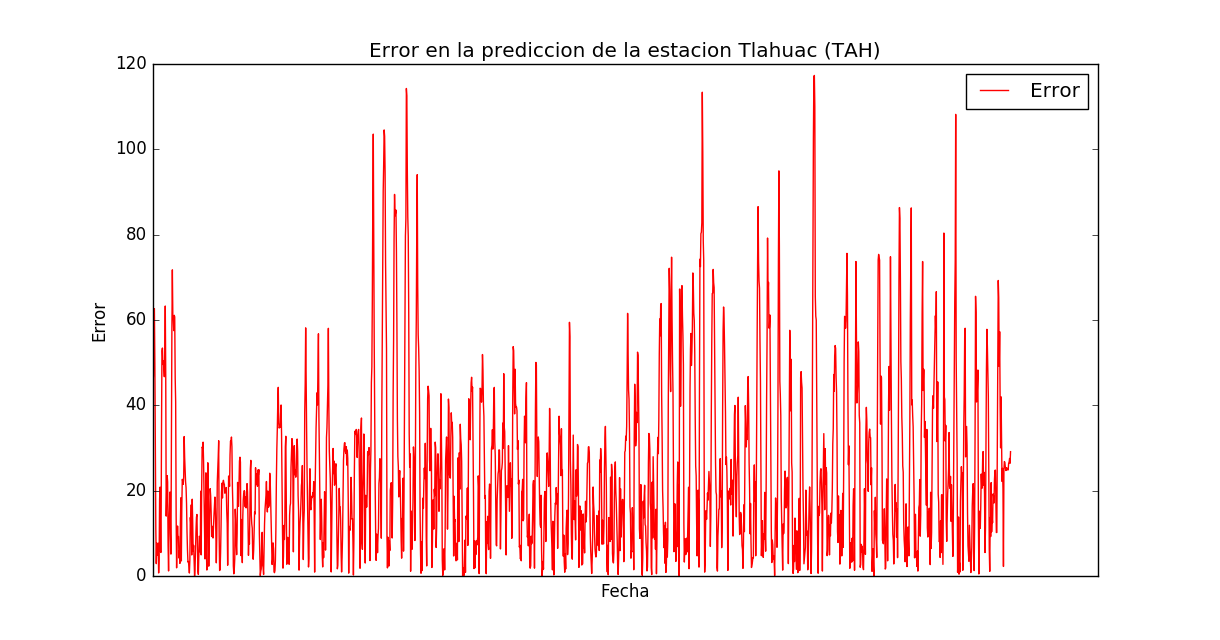 Error en la prediccion de la estacion Tlahuac (TAH)
120
100
80
60
40
20
0
Error
Error
Fecha